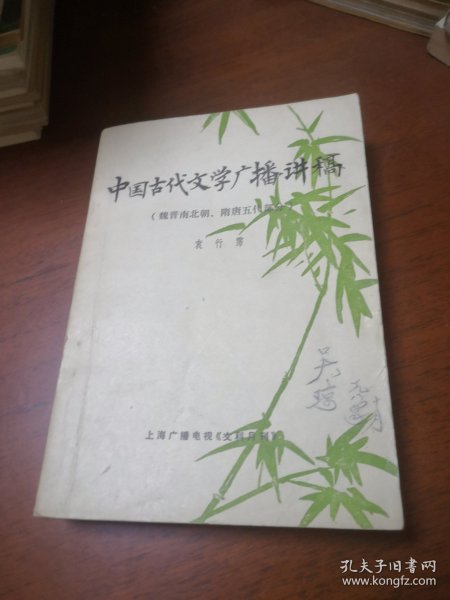 中国古代文学广播讲稿
（魏晋南北朝、隋唐五代部分）
袁行霈
上海广播电视《文科月刊》
孔夫子旧书网
www.kongfz.com